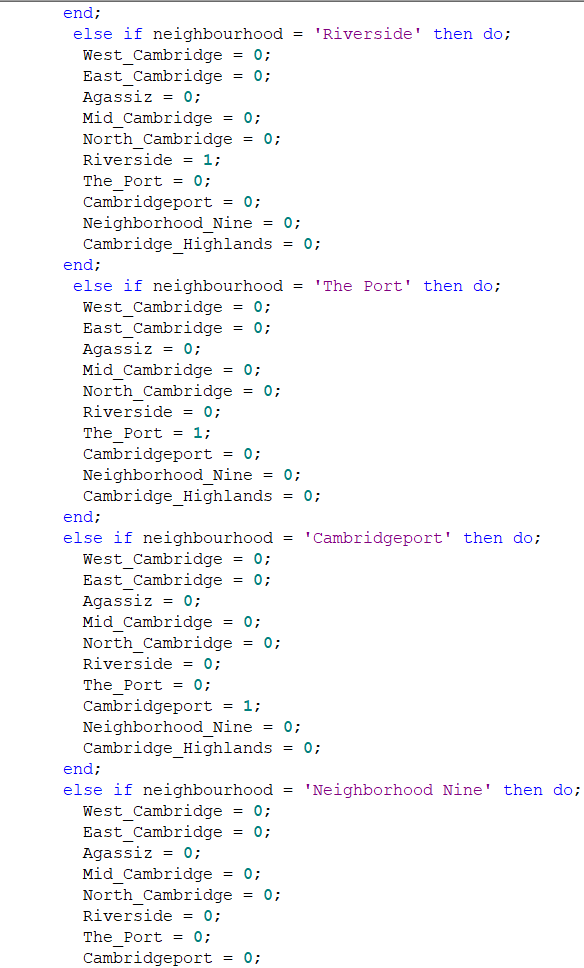 end;
else if neighbourhood = 'Riverside' then do;
West_Cambridge = 0;
East_Cambridge = 0;
Agassiz = 0;
Mid_Cambridge = 0;
North_Cambridge = 0;
Riverside = 1;
The_Port = 0;
Cambridgeport = 0;
Neighborhood_Nine = 0;
Cambridge_Highlands = 0;
end;
else if neighbourhood = 'The Port' then do;
West_Cambridge = 0;
East_Cambridge = 0;
Agassiz = 0;
Mid_Cambridge = 0;
North_Cambridge = 0;
Riverside = 0;
The_Port = 1;
Cambridgeport = 0;
Neighborhood_Nine = 0;
Cambridge_Highlands = 0;
end;
else if neighbourhood = 'Cambridgeport' then do;
West_Cambridge = 0;
East_Cambridge = 0;
Agassiz = 0;
Mid_Cambridge = 0;
North_Cambridge = 0;
Riverside = 0;
The_Port = 0;
Cambridgeport = 1;
Neighborhood_Nine = 0;
Cambridge_Highlands = 0;
end;
else if neighbourhood = 'Neighborhood Nine' then do;
West_Cambridge = 0;
East_Cambridge = 0;
Agassiz = 0;
Mid_Cambridge = 0;
North_Cambridge = 0;
Riverside = 0;
The_Port = 0;
Cambridgeport = 0;